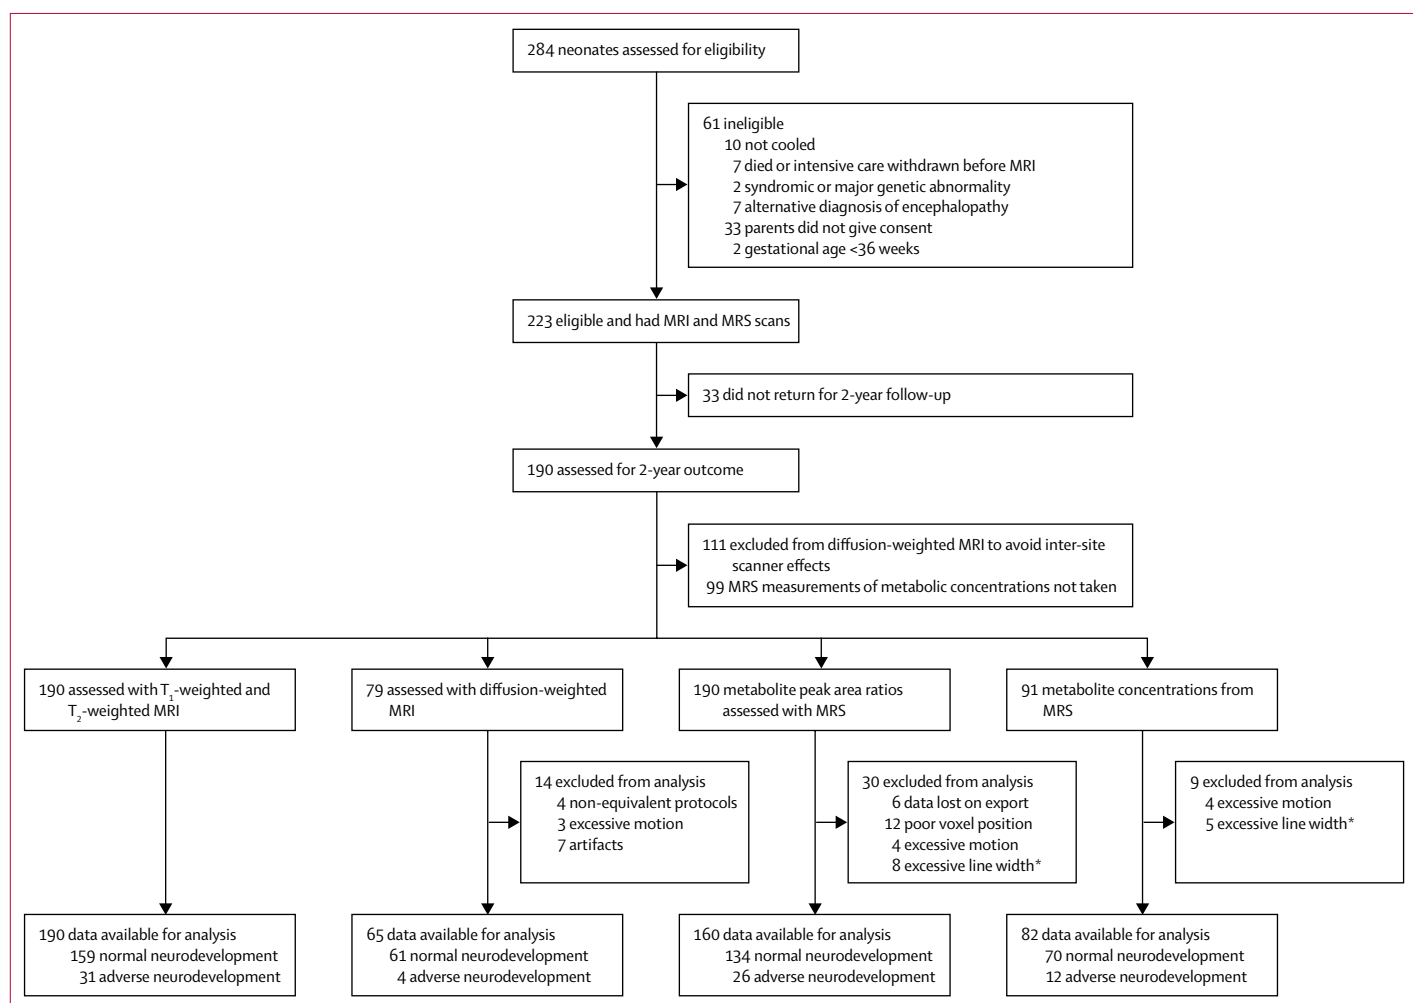 284 neonates assessed for eligibility
61 ineligible
10 not cooled
7 died or intensive care withdrawn before MRI
2 syndromic or major genetic abnormality
7 alternative diagnosis of encephalopathy
33 parents did not give consent
2 gestational age <36 weeks
223 eligible and had MRI and MRS scans
33 did not return for 2-year follow-up
190 assessed for 2-year outcome
111 excluded from diffusion-weighted MRI to avoid inter-site
scanner effects
99 MRS measurements of metabolic concentrations not taken
190 assessed with T1-weighted and
T2-weighted MRI
79 assessed with diffusion-weighted
MRI
190 metabolite peak area ratios
assessed with MRS
91 metabolite concentrations from
MRS
14 excluded from analysis
4 non-equivalent protocols
3 excessive motion
7 artifacts
30 excluded from analysis
6 data lost on export
12 poor voxel position
4 excessive motion
8 excessive line width*
9 excluded from analysis
4 excessive motion
5 excessive line width*
190 data available for analysis
159 normal neurodevelopment
31 adverse neurodevelopment
65 data available for analysis
61 normal neurodevelopment
4 adverse neurodevelopment
160 data available for analysis
134 normal neurodevelopment
26 adverse neurodevelopment
82 data available for analysis
70 normal neurodevelopment
12 adverse neurodevelopment